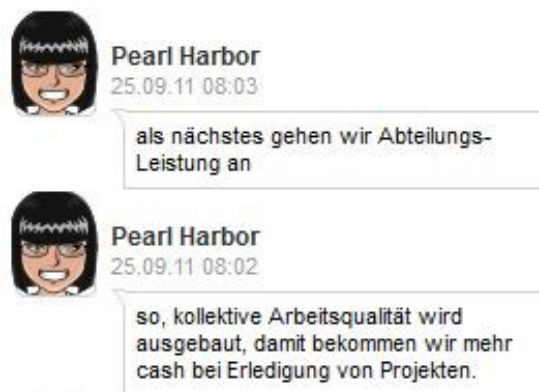 Pearl Harbor
25.09.11 08:03
als nächstes gehen wir Abteilungs-
Leistung an
Pearl Harbor
25.09.11 08:02
so, kollektive Arbeitsqualität wird
ausgebaut, damit bekommen wir mehr
cash bei Erledigung von Projekten.